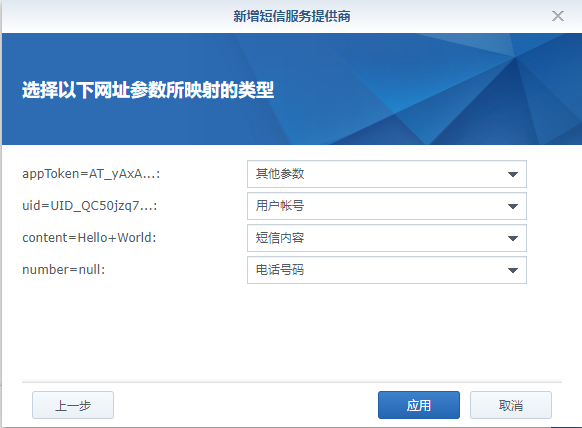 新增短信服务提供商
选择以下网址参数所映射的类型
appToken=AT_yAxA...: 其他参数
uid=UID_QC50jzq7...: 用户帐号
content=Hello+World: 短信内容
number=null: 电话号码
上一步 应用 取消